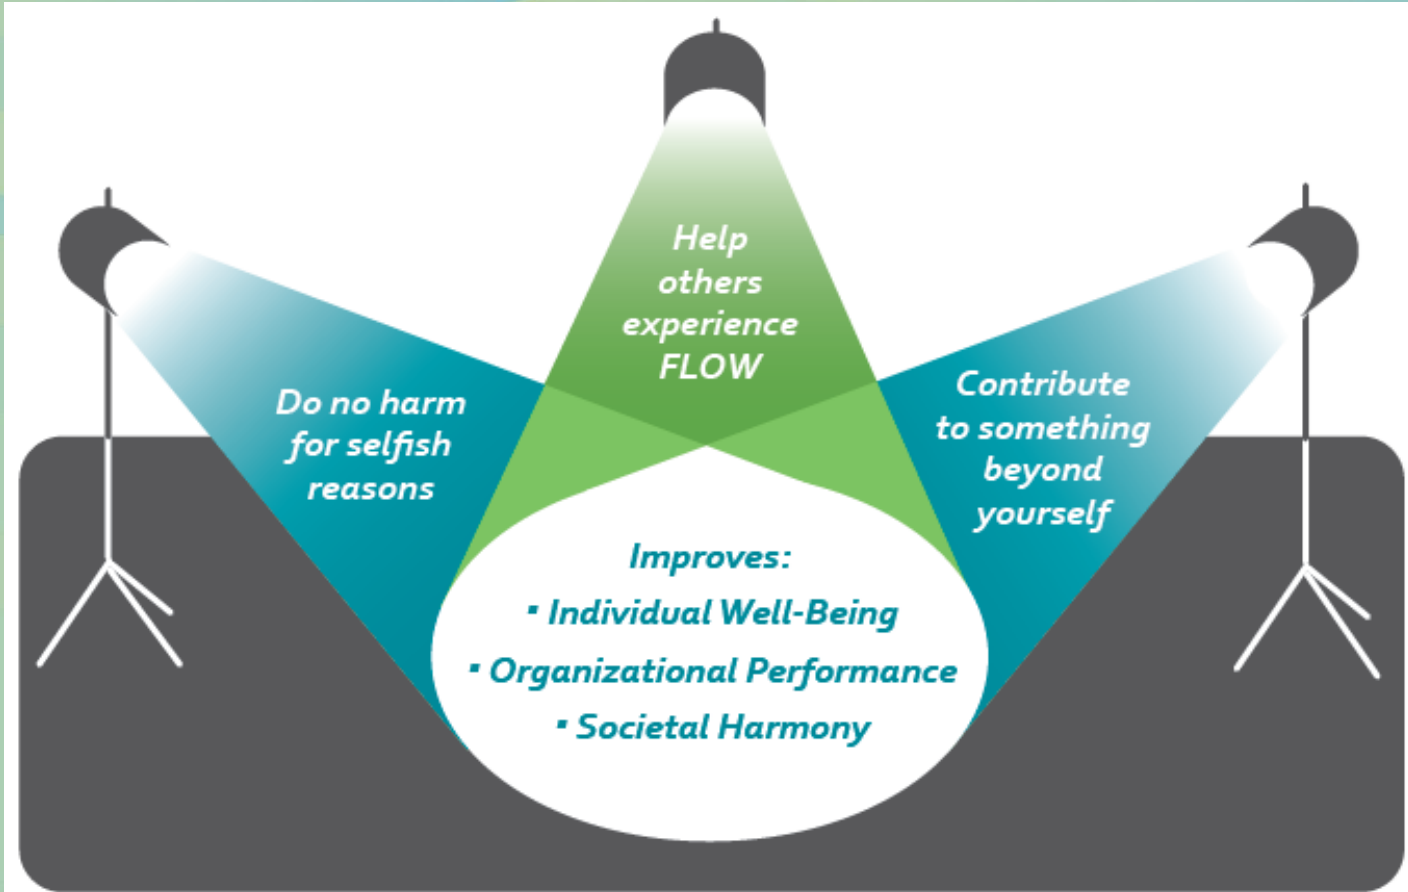 Help
others
experience
FLOW
Do no harm
for selfish
reasons
Contribute
to something
beyond
yourself
Improves:
▪ Individual Well-Being
▪ Organizational Performance
▪ Societal Harmony